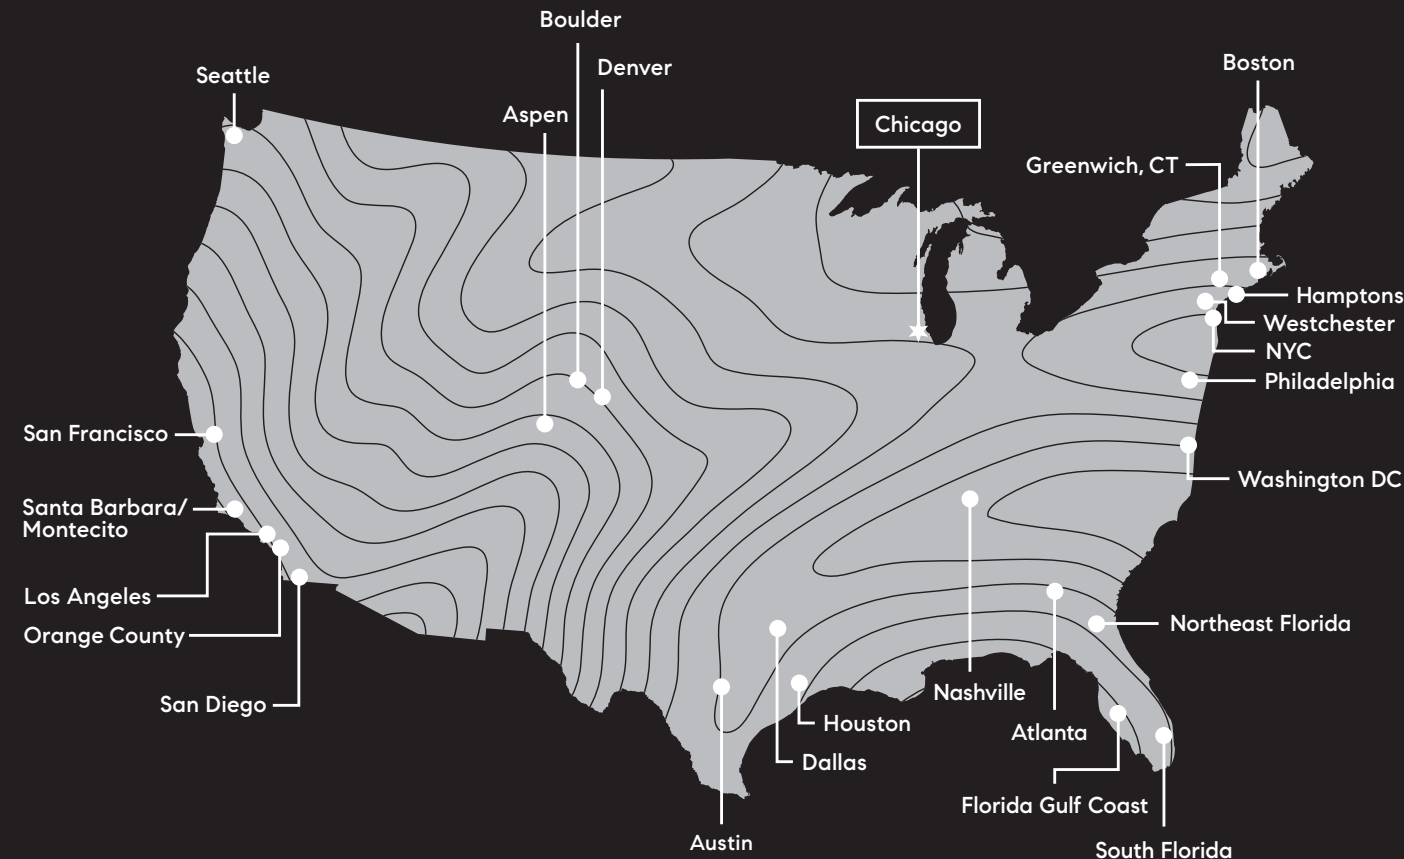 Boulder
Denver
Seattle
Aspen
Boston
Chicago
Greenwich, CT
Hamptons
Westchester
NYC
Philadelphia
San Francisco
Washington DC
Santa Barbara/
Montecito
Los Angeles
Orange County
Northeast Florida
San Diego
Nashville
Houston
Atlanta
Dallas
Florida Gulf Coast
Austin
South Florida